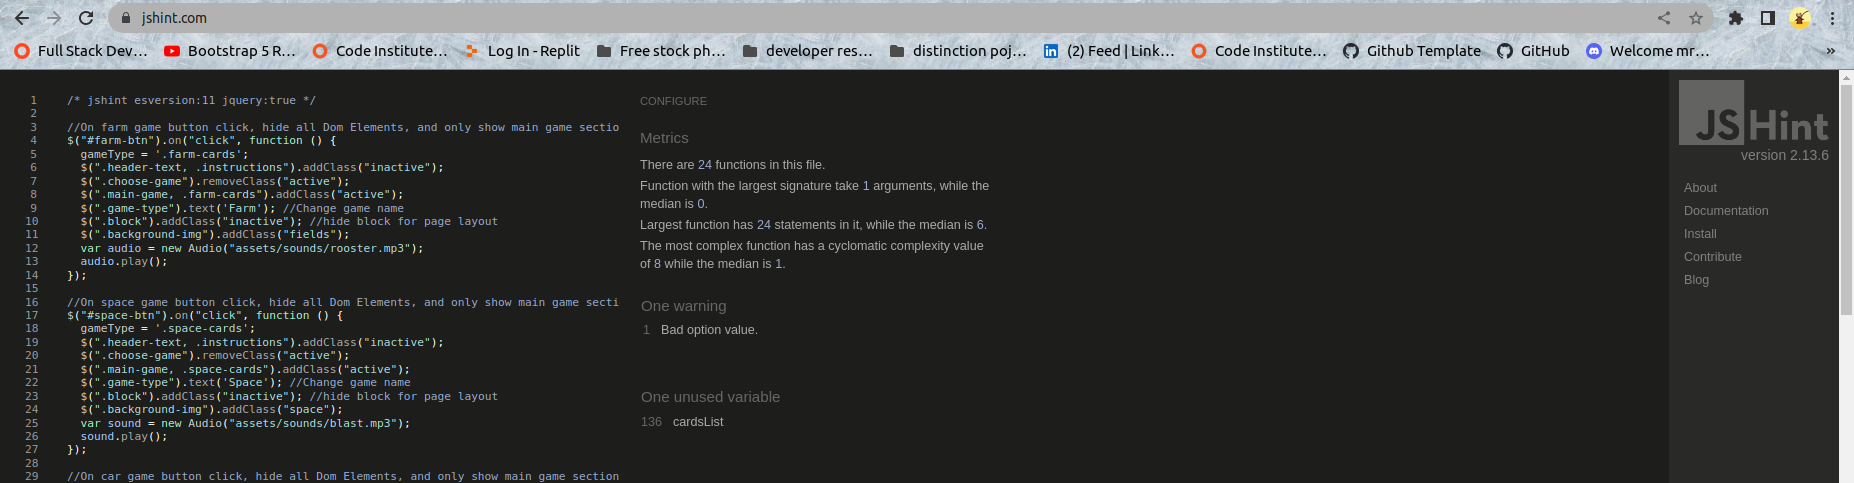 jshint.com
Full Stack Dev...
Bootstrap 5 R...
Code Institute...
Log In - Replit
Free stock ph...
developer res...
distinction poj...
(2) Feed | Link...
Code Institute...
Github Template
GitHub
Welcome mr...
»
1 /* jshint esversion:11 jquery:true */
2
3 //On farm game button click, hide all Dom Elements, and only show main game sectio
4 $("#farm-btn").on("click", function () {
5 gameType = '.farm-cards';
6 $(".header-text, .instructions").addClass("inactive");
7 $(".choose-game").removeClass("active");
8 $(".main-game, .farm-cards").addClass("active");
9 $(".game-type").text('Farm'); //Change game name
10 $(".block").addClass("inactive"); //hide block for page layout
11 $(".background-img").addClass("fields");
12 var audio = new Audio("assets/sounds/rooster.mp3");
13 audio.play();
14 });
15
16 //On space game button click, hide all Dom Elements, and only show main game secti
17 $("#space-btn").on("click", function () {
18 gameType = '.space-cards';
19 $(".header-text, .instructions").addClass("inactive");
20 $(".choose-game").removeClass("active");
21 $(".main-game, .space-cards").addClass("active");
22 $(".game-type").text('Space'); //Change game name
23 $(".block").addClass("inactive"); //hide block for page layout
24 $(".background-img").addClass("space");
25 var sound = new Audio("assets/sounds/blast.mp3");
26 sound.play();
27 });
28
29 //On car game button click, hide all Dom Elements, and only show main game section
CONFIGURE
Metrics
There are 24 functions in this file.
Function with the largest signature take 1 arguments, while the
median is 0.
Largest function has 24 statements in it, while the median is 6.
The most complex function has a cyclomatic complexity value
of 8 while the median is 1.
One warning
1 Bad option value.
One unused variable
136 cardsList
JSHint
version 2.13.6
About
Documentation
Install
Contribute
Blog